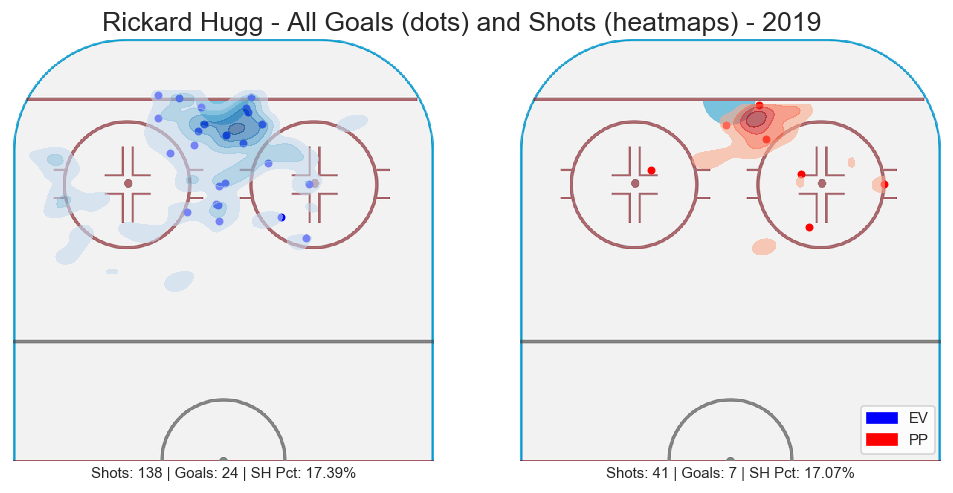 Rickard Hugg - All Goals (dots) and Shots (heatmaps) - 2019
EV
PP
Shots: 138 | Goals: 24 | SH Pct: 17.39%
Shots: 41 | Goals: 7 | SH Pct: 17.07%